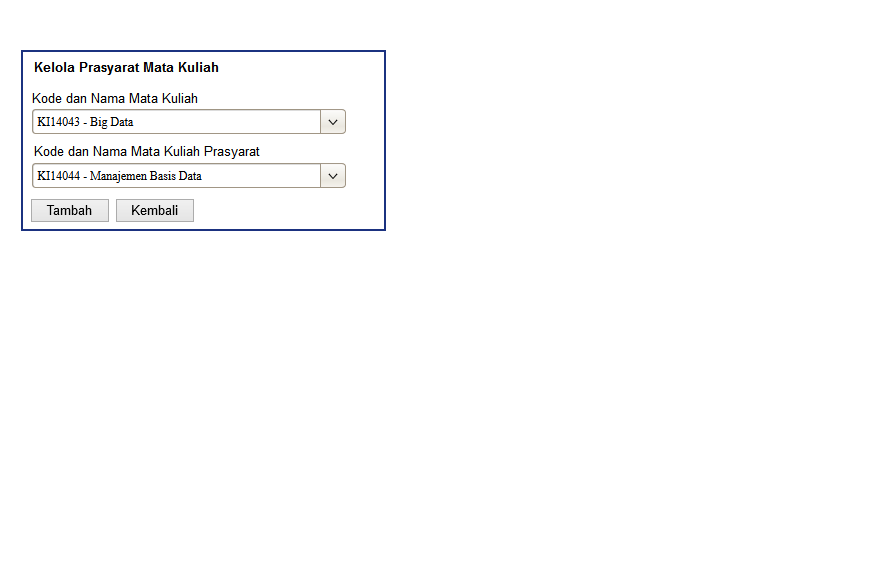 Kelola Prasyarat Mata Kuliah
Kode dan Nama Mata Kuliah
KI14043 - Big Data
Kode dan Nama Mata Kuliah Prasyarat
KI14044 - Manajemen Basis Data
Tambah Kembali